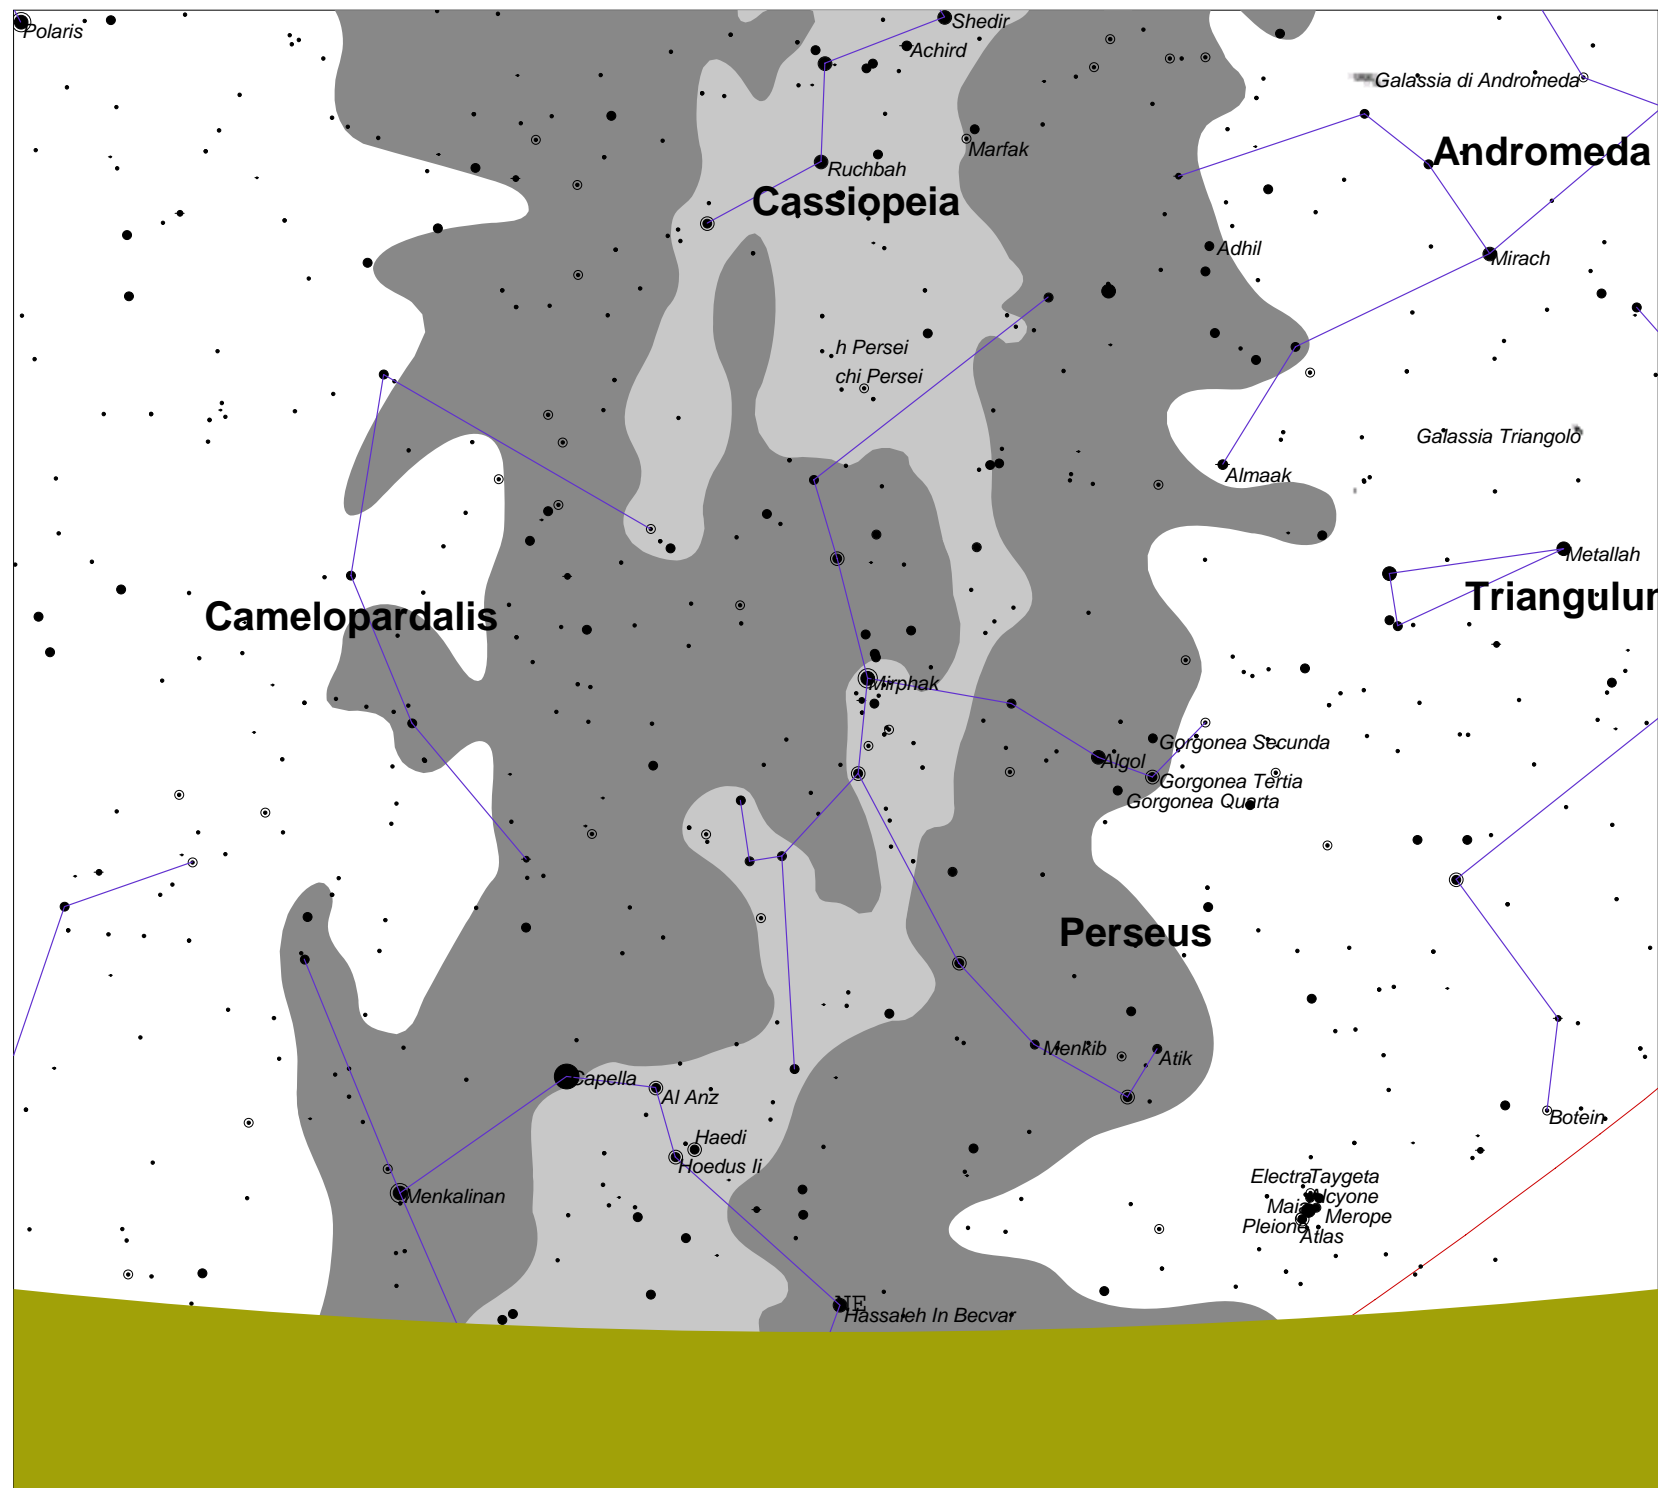 Polaris
Shedir
Achird
Galassia di Andromeda
Marfak
Andromeda
Ruchbah
Cassiopeia
Adhil
Mirach
h Persei
chi Persei
Galassia Triangolo
Almaak
Metallah
Triangulur
Camelopardalis
Mirphak
Gorgonea Secunda
Algol
Gorgonea Tertia
Gorgonea Quarta
Perseus
Menkib
Atik
Capella
Al Anz
Botein
Haedi
Hoedus Ii
Electra
Taygeta
Menkalinan
Alcyone
Maia
Merope
Pleione
Atlas
NE
Hassaleh In Becvar